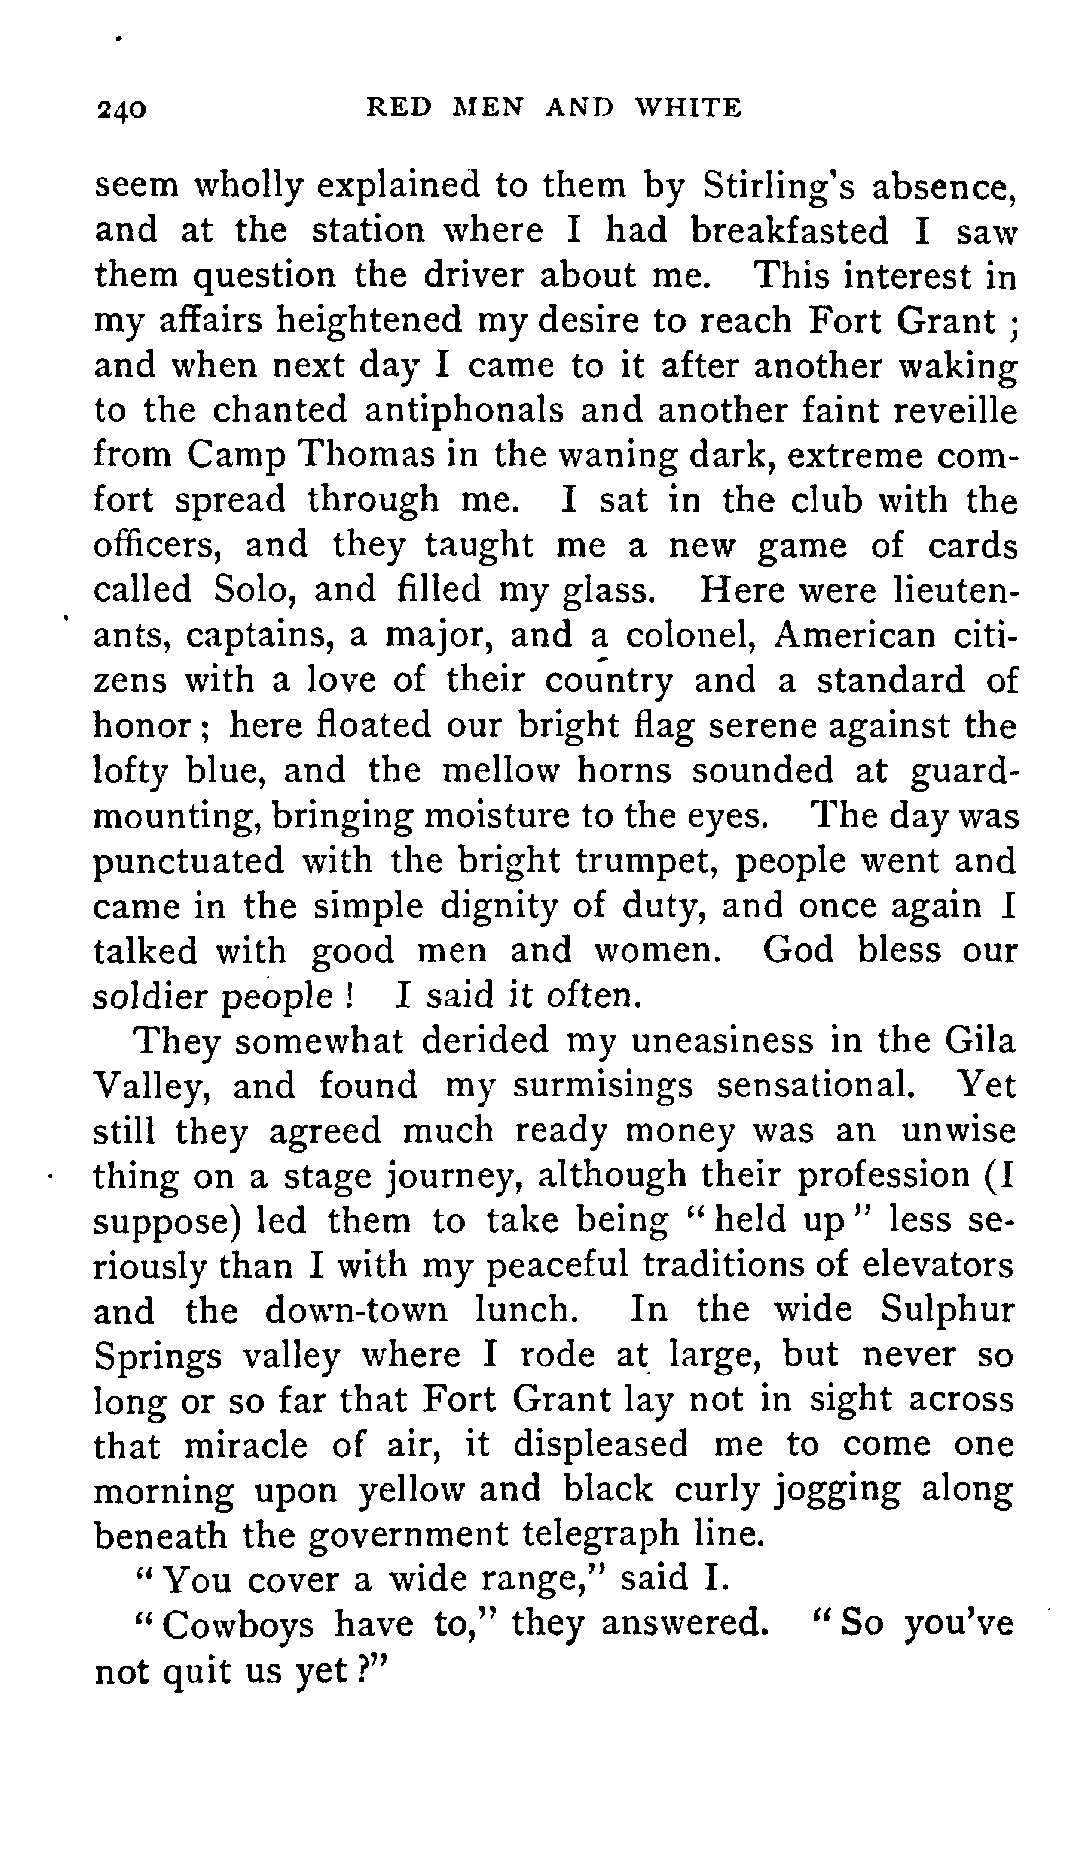 240 RED MEN AND WHITE
seem wholly explained to them by Stirling's absence,
and at the station where I had breakfasted I saw
them question the driver about me. This interest in
my affairs heightened my desire to reach Fort Grant ;
and when next day I came to it after another waking
to the chanted antiphonals and another faint reveille
from Camp Thomas in the waning dark, extreme com-
fort spread through me. I sat in the club with the
officers, and they taught me a new game of cards
called Solo, and filled my glass. Here were lieuten-
ants, captains, a major, and a colonel, American citi-
zens with a love of their country and a standard of
honor ; here floated our bright flag serene against the
lofty blue, and the mellow horns sounded at guard-
mounting, bringing moisture to the eyes. The day was
punctuated with the bright trumpet, people went and
came in the simple dignity of duty, and once again I
talked with good men and women. God bless our
soldier people ! I said it often.
They somewhat derided my uneasiness in the Gila
Valley, and found my surmisings sensational. Yet
still they agreed much ready money was an unwise
thing on a stage journey, although their profession (I
suppose) led them to take being " held up " less se-
riously than I with my peaceful traditions of elevators
and the down-town lunch. In the wide Sulphur
Springs valley where I rode at large, but never so
long or so far that Fort Grant lay not in sight across
that miracle of air, it displeased me to come one
morning upon yellow and black curly jogging along
beneath the government telegraph line.
" You cover a wide range," said I.
" Cowboys have to," they answered. " So you've
not quit us yet ?"